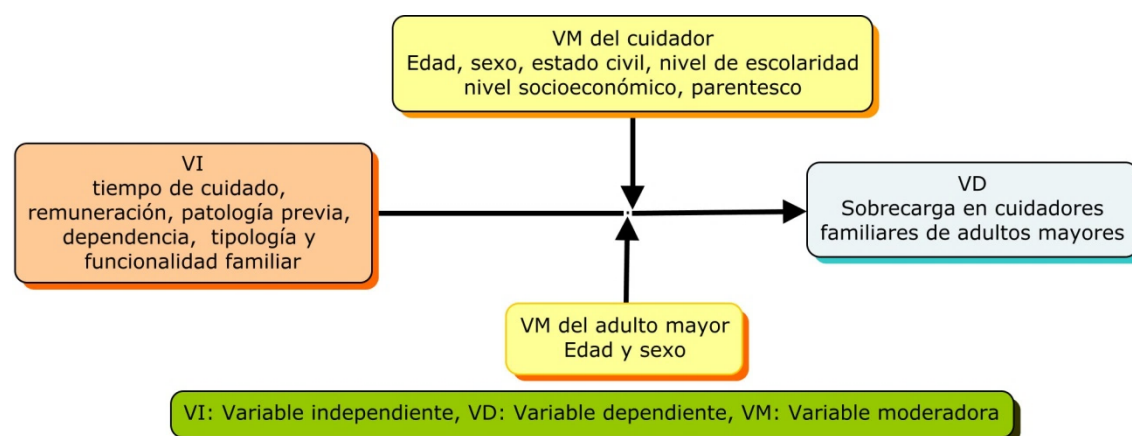 VM del cuidador
Edad, sexo, estado civil, nivel de escolaridad
nivel socioeconómico, parentesco
VI
tiempo de cuidado,
remuneración, patología previa,
dependencia, tipología y
funcionalidad familiar
VD
Sobrecarga en cuidadores
familiares de adultos mayores
VM del adulto mayor
Edad y sexo
VI: Variable independiente, VD: Variable dependiente, VM: Variable moderadora